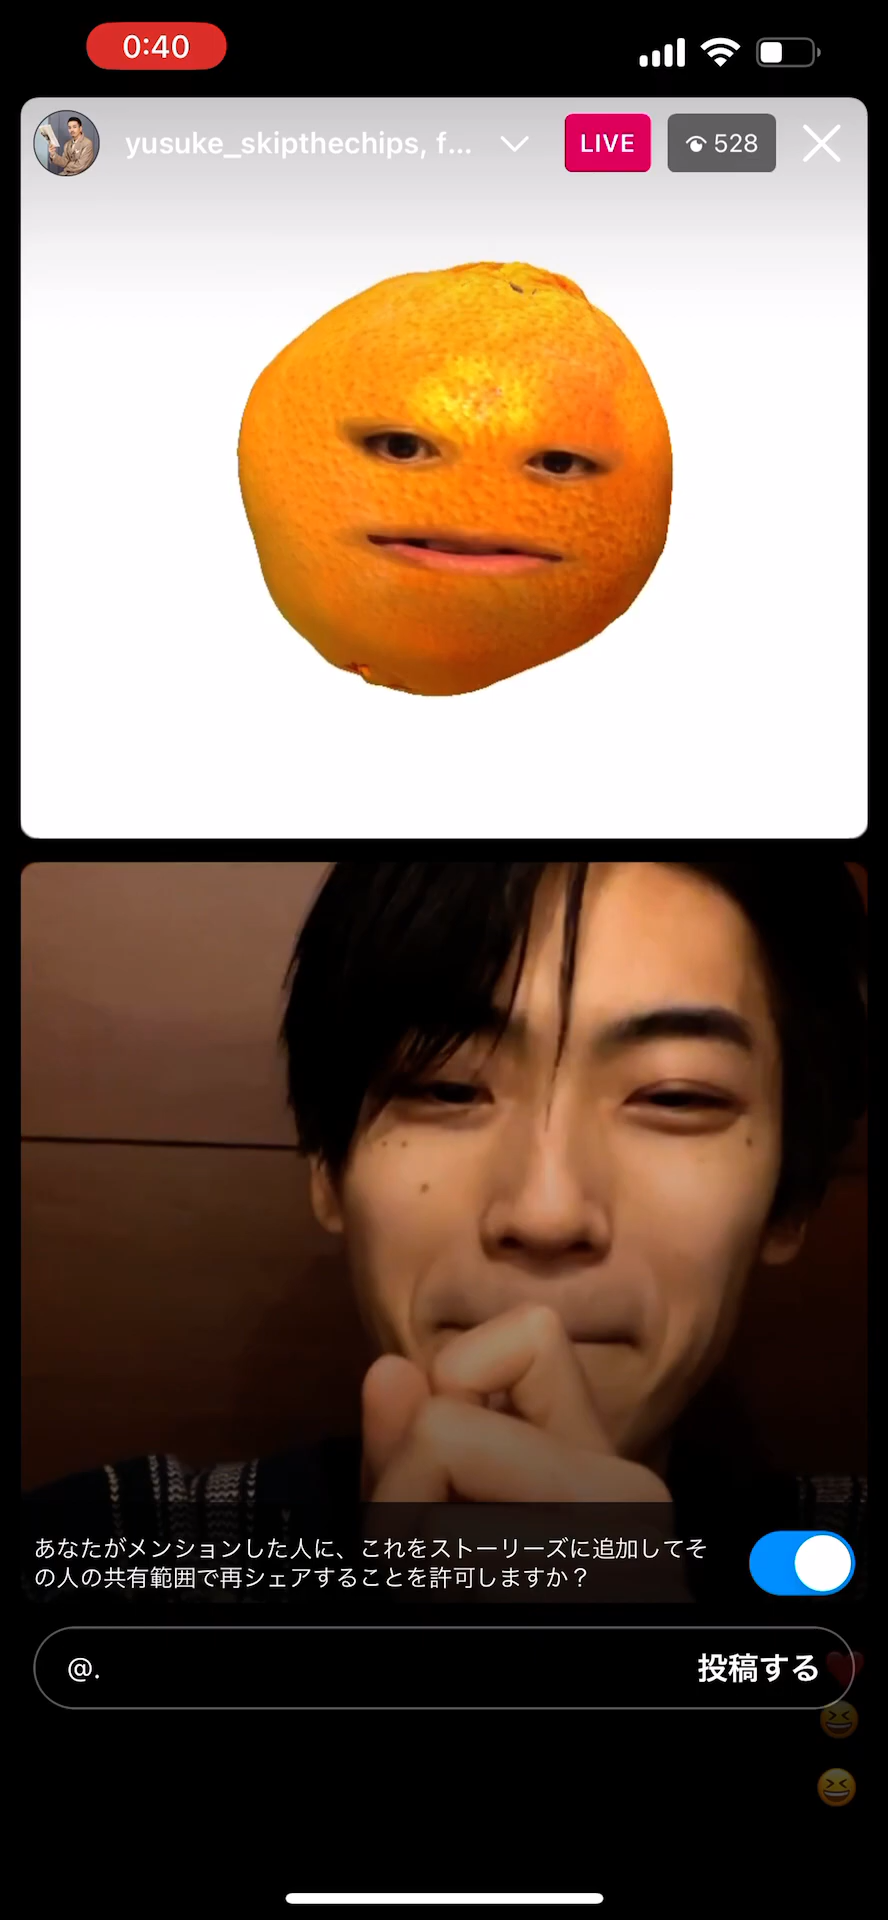 0:40
yusuke_skipthechips, f...
LIVE
528
あなたがメンションした人に、これをストーリーズに追加してそ
の人の共有範囲で再シェアすることを許可しますか？
@.
投稿する